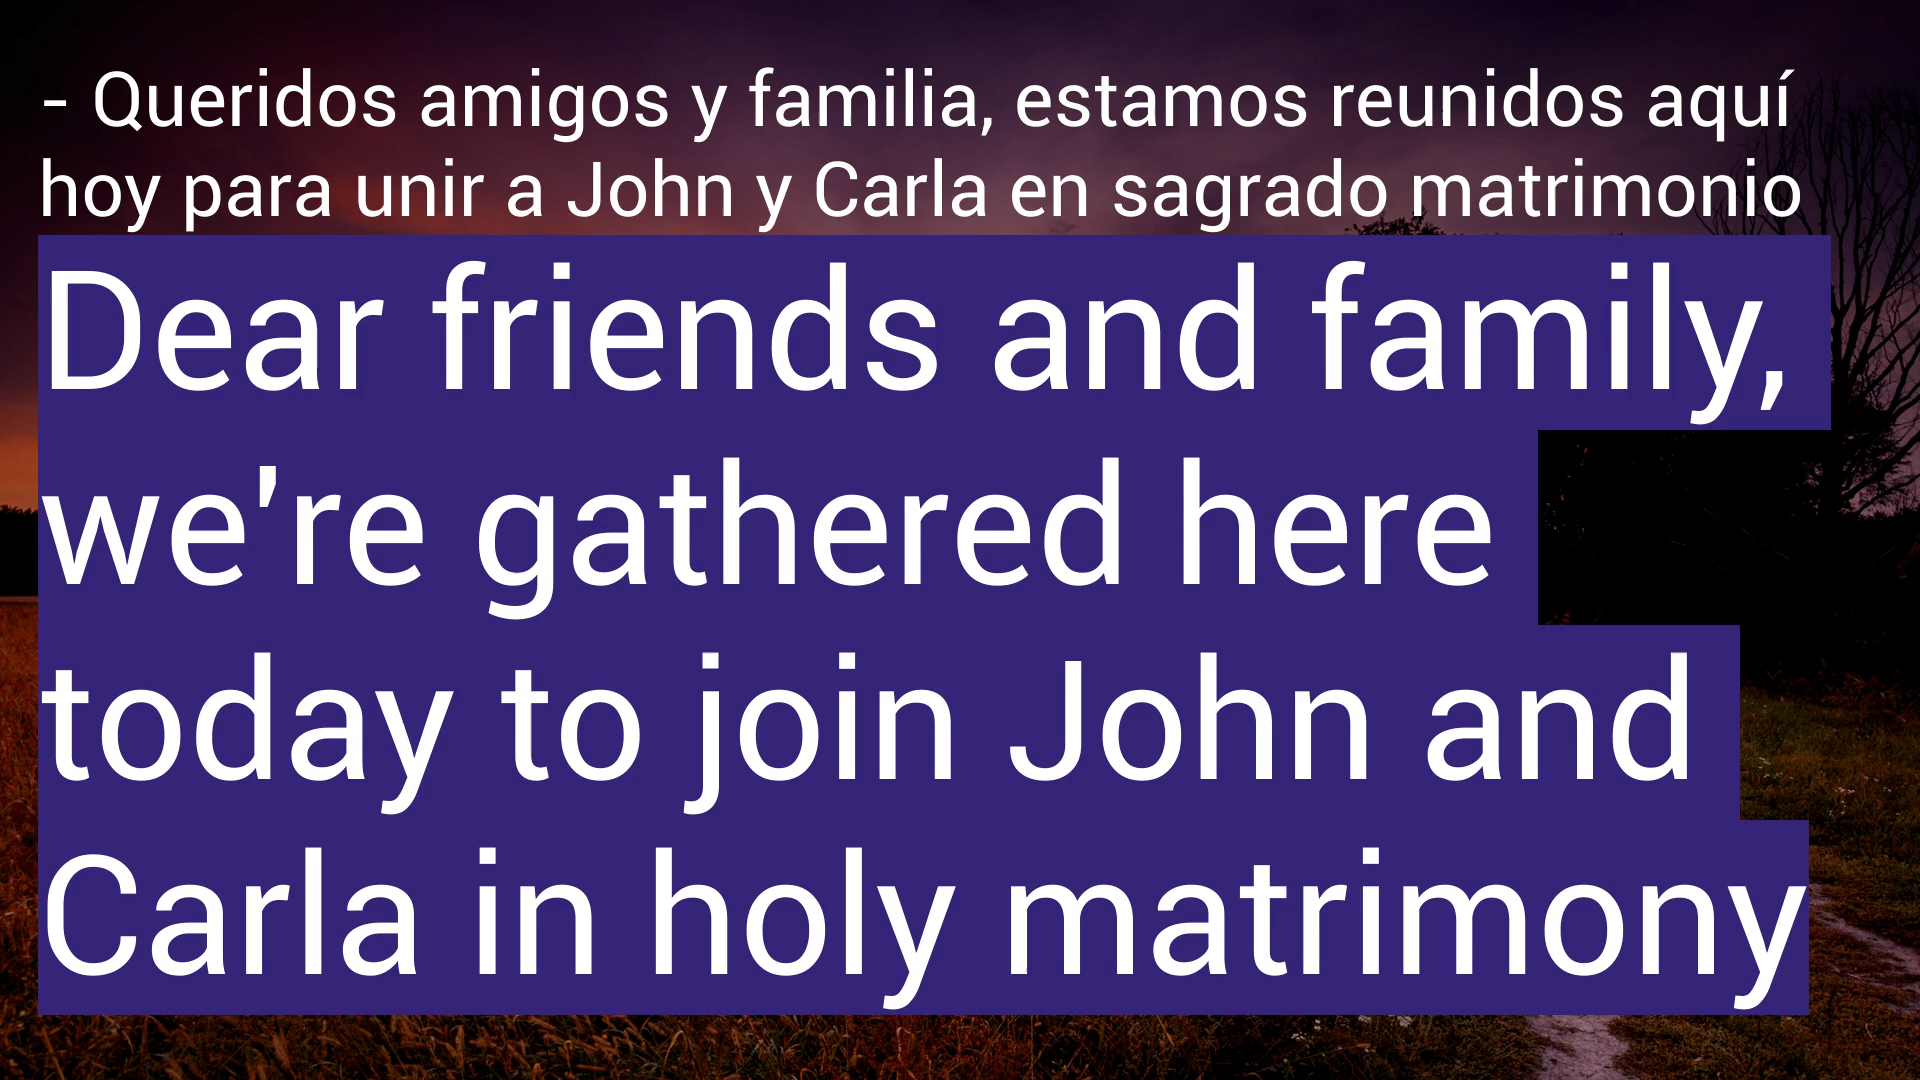 - Queridos amigos y familia, estamos reunidos aquí
hoy para unir a John y Carla en sagrado matrimonio
Dear friends and family,
we're gathered here
today to join John and
Carla in holy matrimony